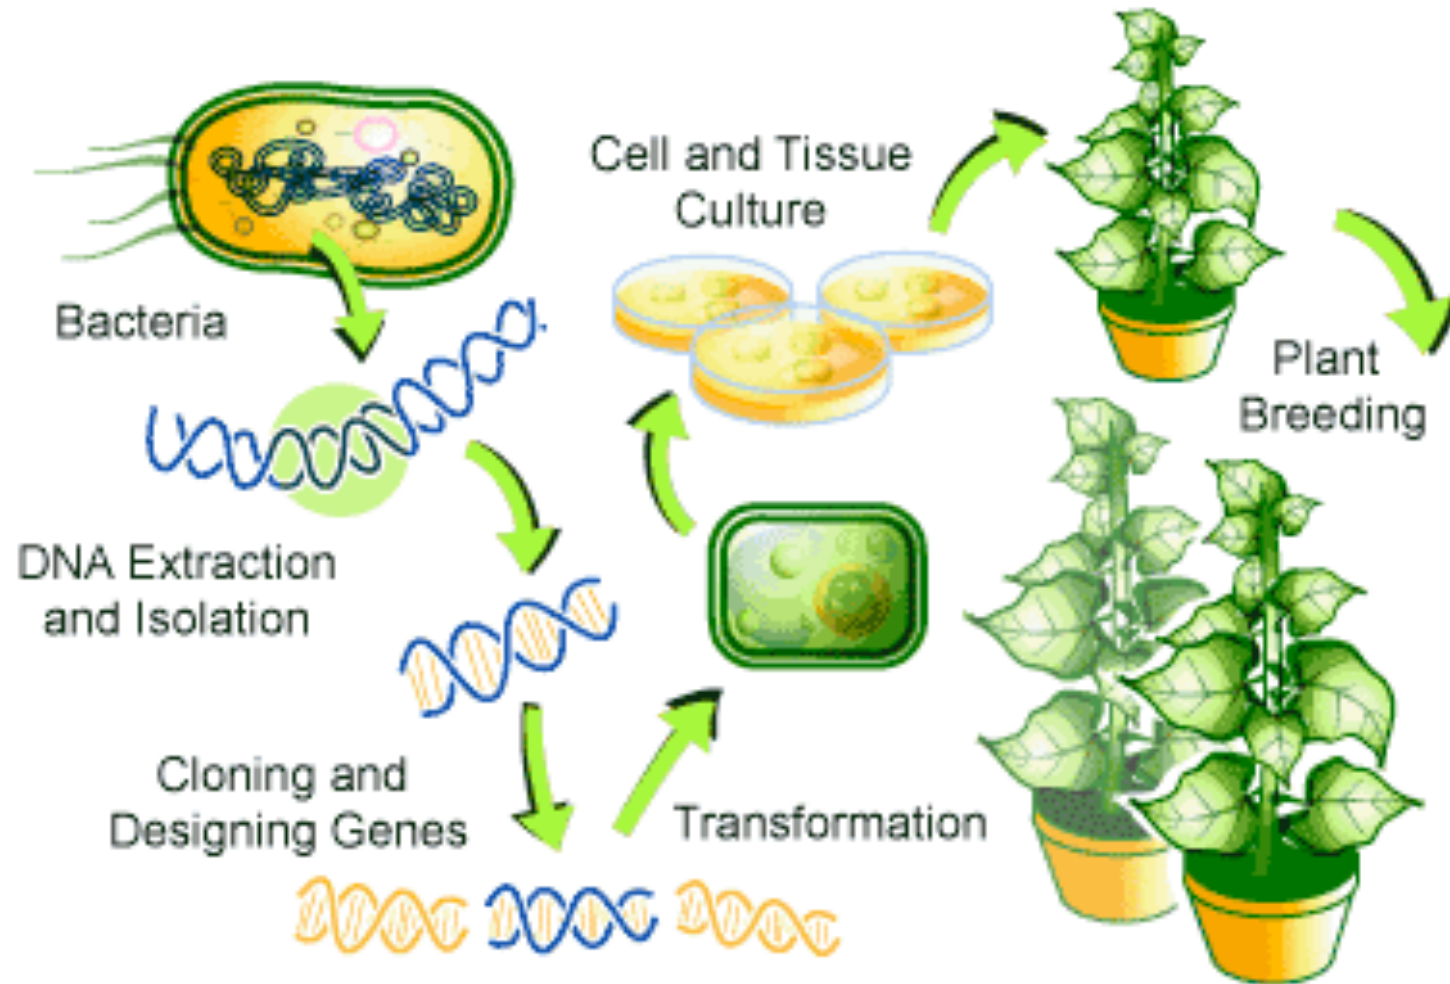 Bacteria
DNA Extraction
and Isolation
Cloning and
Designing Genes
Transformation
Cell and Tissue
Culture
Plant
Breeding